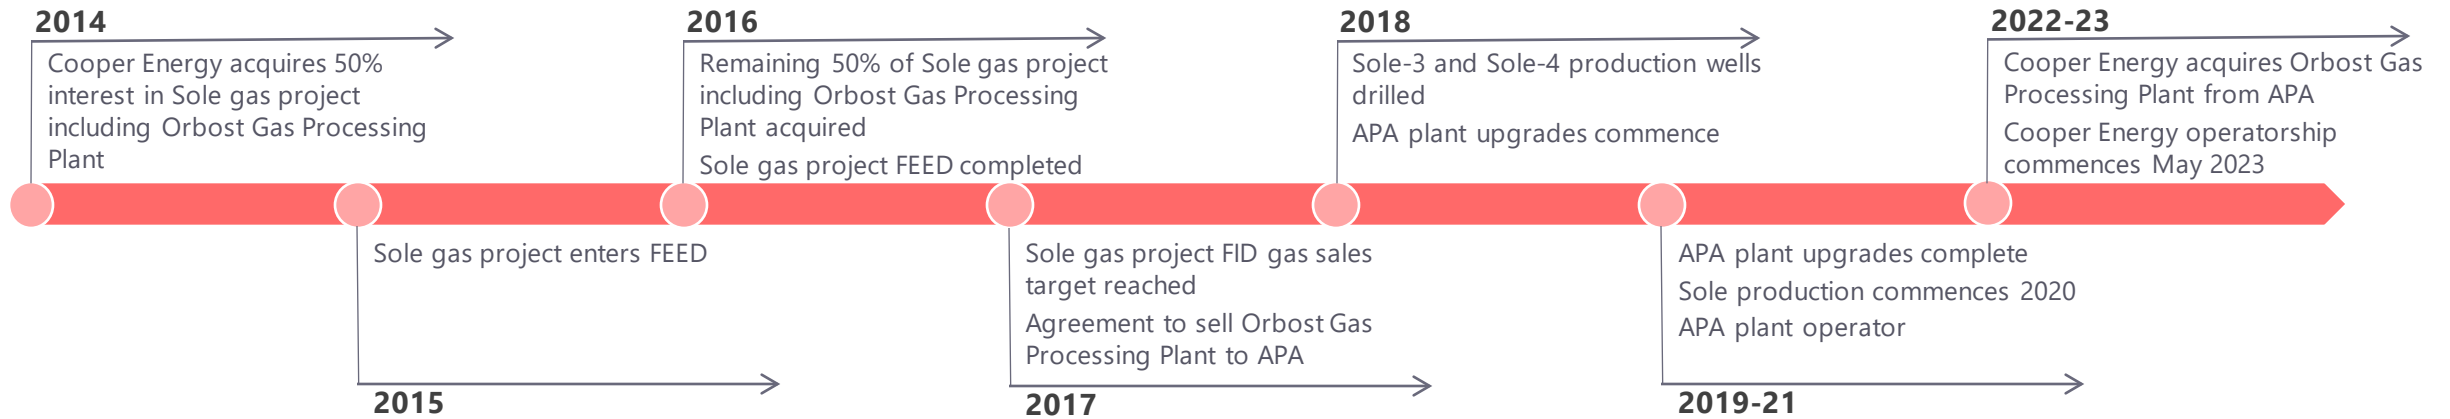 2014
Cooper Energy acquires 50%
interest in Sole gas project
including Orbost Gas Processing
Plant
2015
Sole gas project enters FEED
2016
Remaining 50% of Sole gas project
including Orbost Gas Processing
Plant acquired
Sole gas project FEED completed
2017
Sole gas project FID gas sales
target reached
Agreement to sell Orbost Gas
Processing Plant to APA
2018
Sole-3 and Sole-4 production wells
drilled
APA plant upgrades commence
2019-21
APA plant upgrades complete
Sole production commences 2020
APA plant operator
2022-23
Cooper Energy acquires Orbost Gas
Processing Plant from APA
Cooper Energy operatorship
commences May 2023